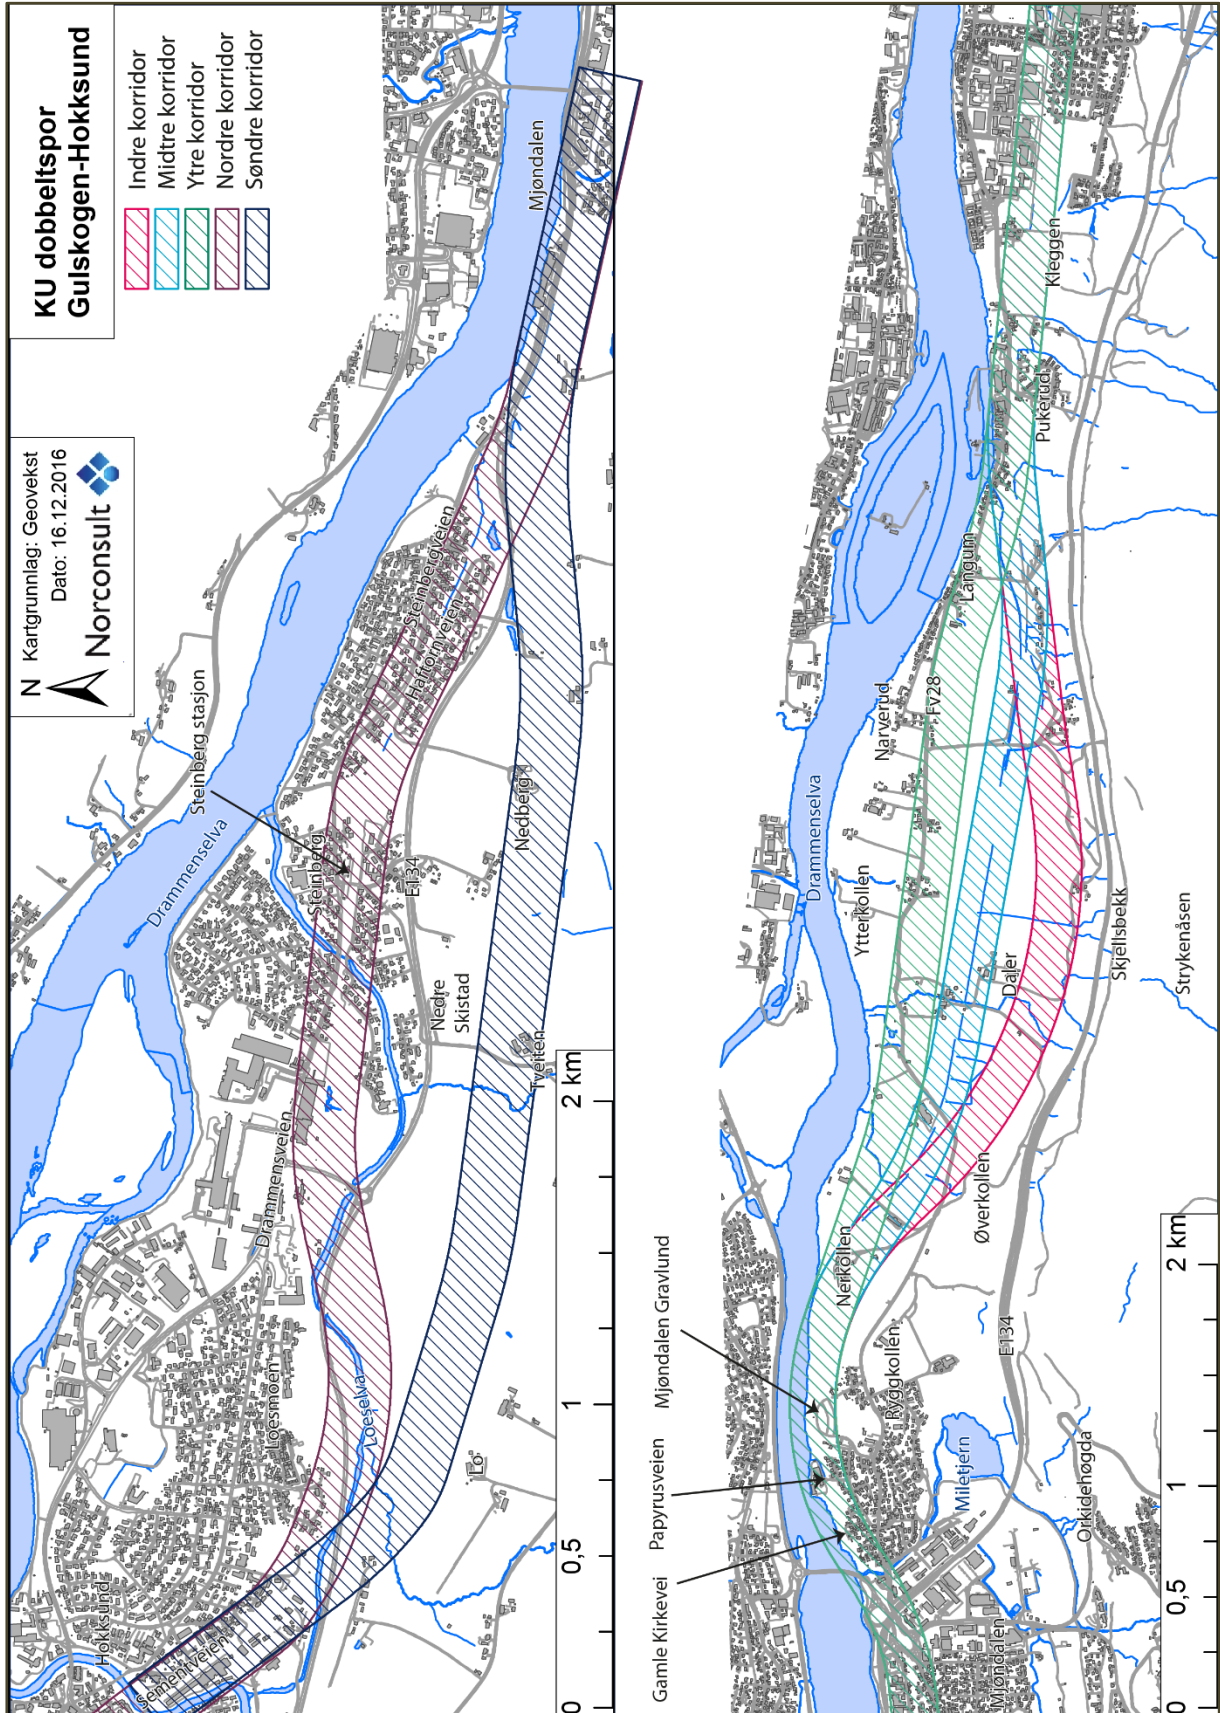 KU dobbeltspor
Gulskogen-Hokksund
Indre korridor
Midtre korridor
Ytre korridor
Nordre korridor
Søndre korridor
N
Kartgrunnlag: Geovekst
Dato: 16.12.2016
Norconsult
Mjøndalen
Steinberg stasjon
Steinbergveien
Haftornveien
Drammenselva
Steinberg
E134
Nedberg
Nedre
Skistad
Tveiten
Drammensveien
Loesmoen
Loeselva
Lo
Hokksund
Sementveien
0
0,5
1
2 km
Kleggen
Pukerud
Langum
Fv28
Narverud
Drammenselva
Ytterkollen
Daler
Skjellsbekk
Strykenåsen
Øverkollen
Nerkollen
Mjøndalen Gravlund
Papyrusveien
Gamle Kirkevei
Ryggkollen
E134
Miletjern
Orkidehøgda
Mjøndalen
0
0,5
1
2 km